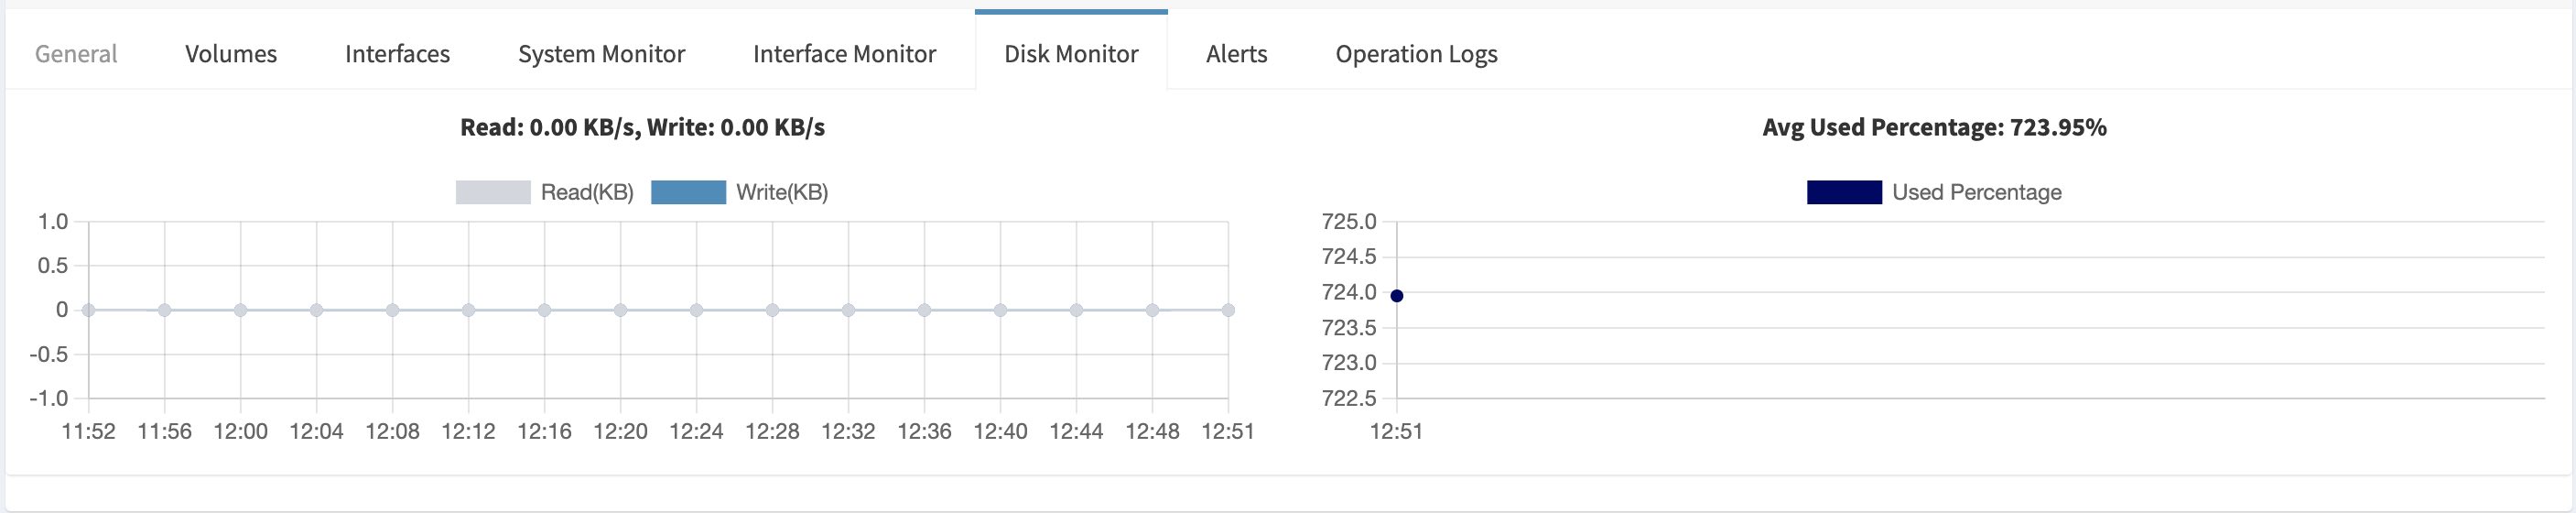 General Volumes Interfaces System Monitor Interface Monitor Disk Monitor Alerts Operation Logs
Read: 0.00 KB/s, Write: 0.00 KB/s
Read(KB) Write(KB)
1.0
0.5
0
-0.5
-1.0
11:52 11:56 12:00 12:04 12:08 12:12 12:16 12:20 12:24 12:28 12:32 12:36 12:40 12:44 12:48 12:51
Avg Used Percentage: 723.95%
Used Percentage
725.0
724.5
724.0
723.5
723.0
722.5
12:51